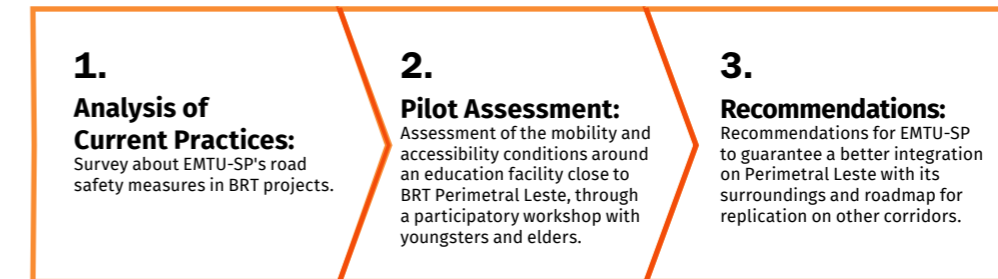 1.
Analysis of
Current Practices:
Survey about EMTU-SP's road
safety measures in BRT projects.
2.
Pilot Assessment:
Assessment of the mobility and
accessibility conditions around
an education facility close to
BRT Perimetral Leste, through
a participatory workshop with
youngsters and elders.
3.
Recommendations:
Recommendations for EMTU-SP
to guarantee a better integration
on Perimetral Leste with its
surroundings and roadmap for
replication on other corridors.